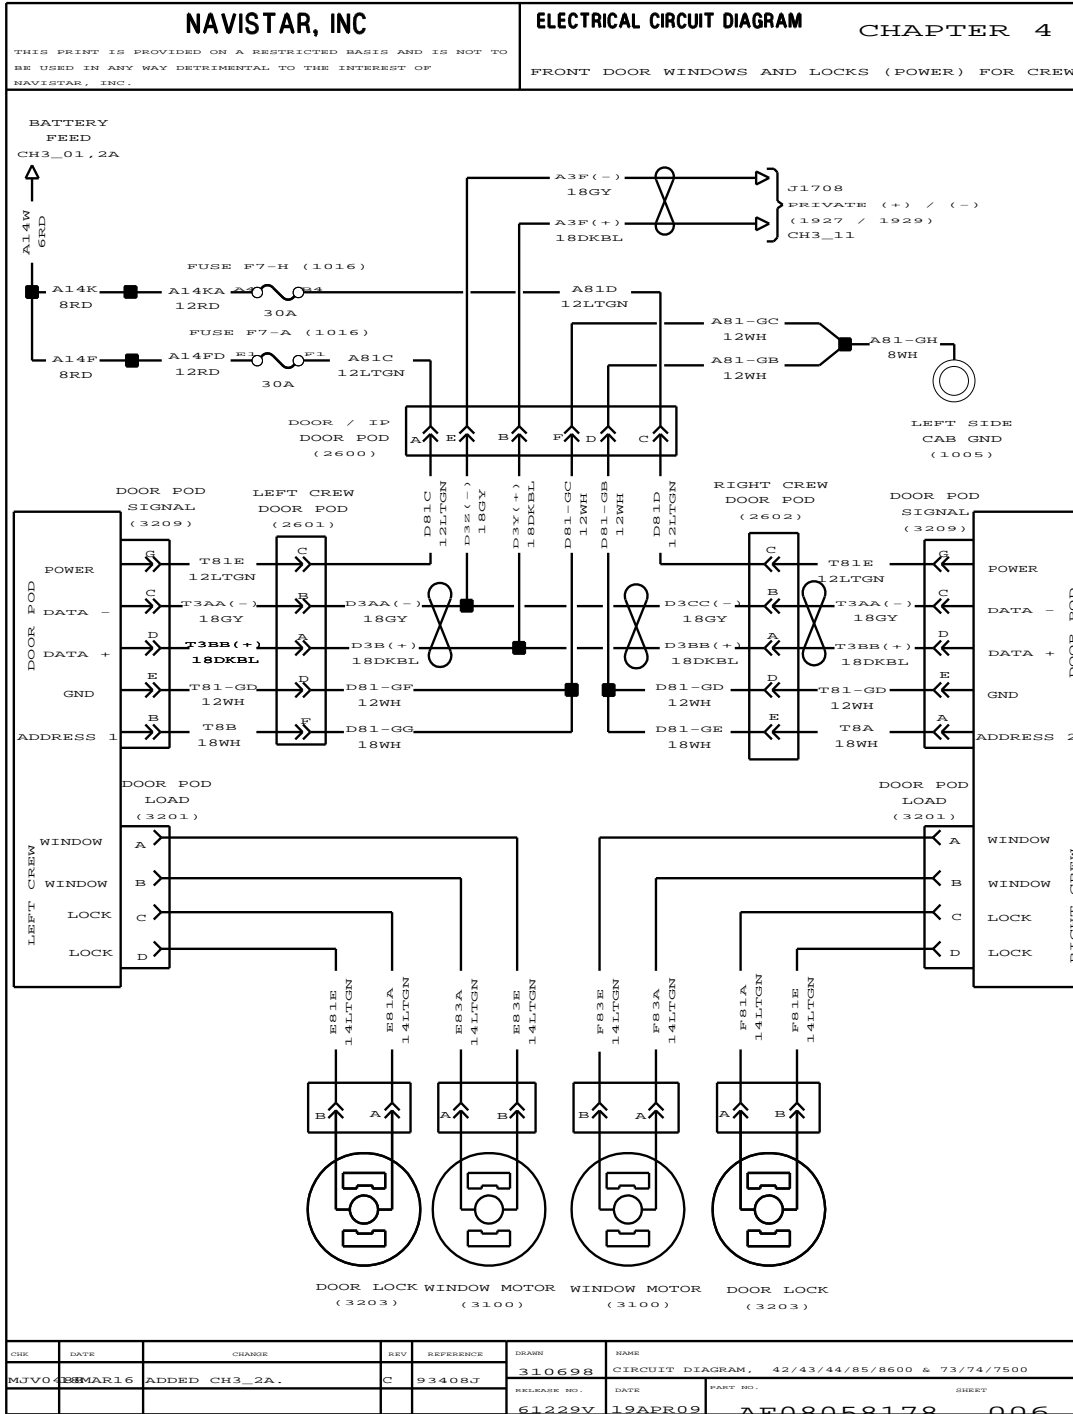 NAVISTAR, INC
THIS PRINT IS PROVIDED ON A RESTRICTED BASIS AND IS NOT TO
BE USED IN ANY WAY DETRIMENTAL TO THE INTEREST OF
NAVISTAR, INC.
ELECTRICAL CIRCUIT DIAGRAM
CHAPTER 4
FRONT DOOR WINDOWS AND LOCKS (POWER) FOR CREW
BATTERY
FEED
CH3_01,2A
A14W
6RD
A3F(-)
18GY
A3F(+)
18DKBL
J1708
PRIVATE (+) / (-)
(1927 / 1929)
CH3_11
FUSE F7-H (1016)
A14K
8RD
A14KA
12RD
30A
A81D
12LTGN
FUSE F7-A (1016)
A14F
8RD
A14FD
12RD
E1
F1
30A
A81C
12LTGN
A81-GC
12WH
A81-GB
12WH
A81-GH
8WH
LEFT SIDE
CAB GND
(1005)
DOOR / IP
DOOR POD
(2600)
A E B F D C
D81C
12LTGN
D3Z(-)
18GY
D3Y(+)
18DKBL
D81-GC
12WH
D81-GB
12WH
D81D
12LTGN
DOOR POD
SIGNAL
(3209)
LEFT CREW
DOOR POD
(2601)
RIGHT CREW
DOOR POD
(2602)
DOOR POD
SIGNAL
(3209)
DOOR POD
POWER
G
T81E
12LTGN
C
C
T81E
12LTGN
G
POWER
DATA -
C
T3AA(-)
18GY
B
D3AA(-)
18GY
D3CC(-)
18GY
B
T3AA(-)
18GY
C
DATA -
DATA +
D
T3BB(+)
18DKBL
A
D3B(+)
18DKBL
D3BB(+)
18DKBL
A
T3BB(+)
18DKBL
D
DATA +
GND
E
T81-GD
12WH
D
D81-GF
12WH
D81-GD
12WH
D
T81-GD
12WH
E
GND
ADDRESS 1
B
T8B
18WH
F
D81-GG
18WH
D81-GE
18WH
E
T8A
18WH
A
ADDRESS 2
DOOR POD
LOAD
(3201)
DOOR POD
LOAD
(3201)
LEFT CREW
WINDOW A
WINDOW B
LOCK C
LOCK D
A WINDOW
B WINDOW
C LOCK
D LOCK
E81E
14LTGN
E81A
14LTGN
E83A
14LTGN
E83E
14LTGN
F83E
14LTGN
F83A
14LTGN
F81A
14LTGN
F81E
14LTGN
B A A B B A A B
DOOR LOCK
(3203)
WINDOW MOTOR
(3100)
WINDOW MOTOR
(3100)
DOOR LOCK
(3203)
CHK DATE CHANGE REV REFERENCE
MAR16 ADDED CH3_2A. C 93408J
DRAWN
310698
NAME
CIRCUIT DIAGRAM, 42/43/44/85/8600 & 73/74/7500
RELEASE NO.
61229V
DATE
19APR09
PART NO.
SHEET